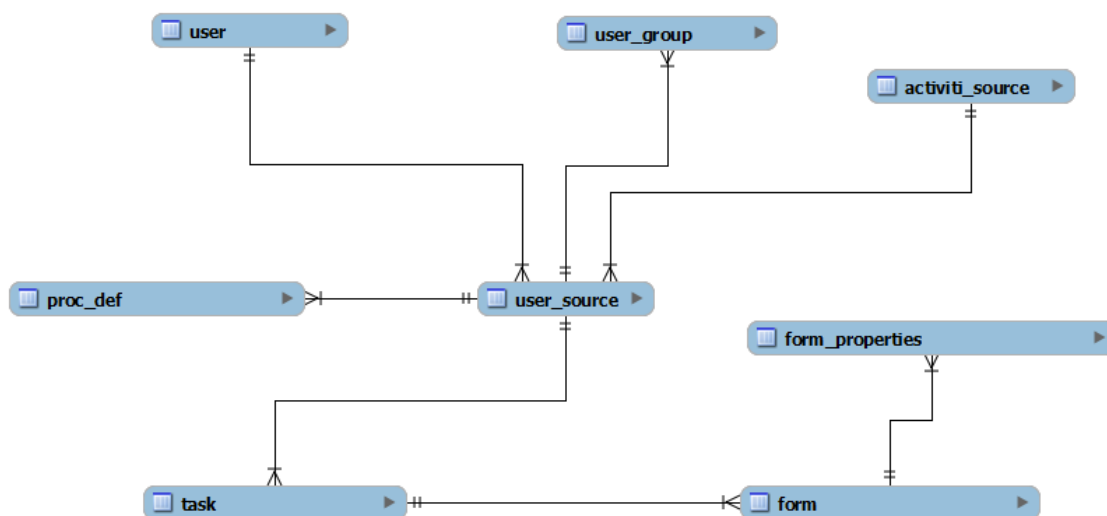 user
user_group
activiti_source
proc_def
user_source
form_properties
task
form